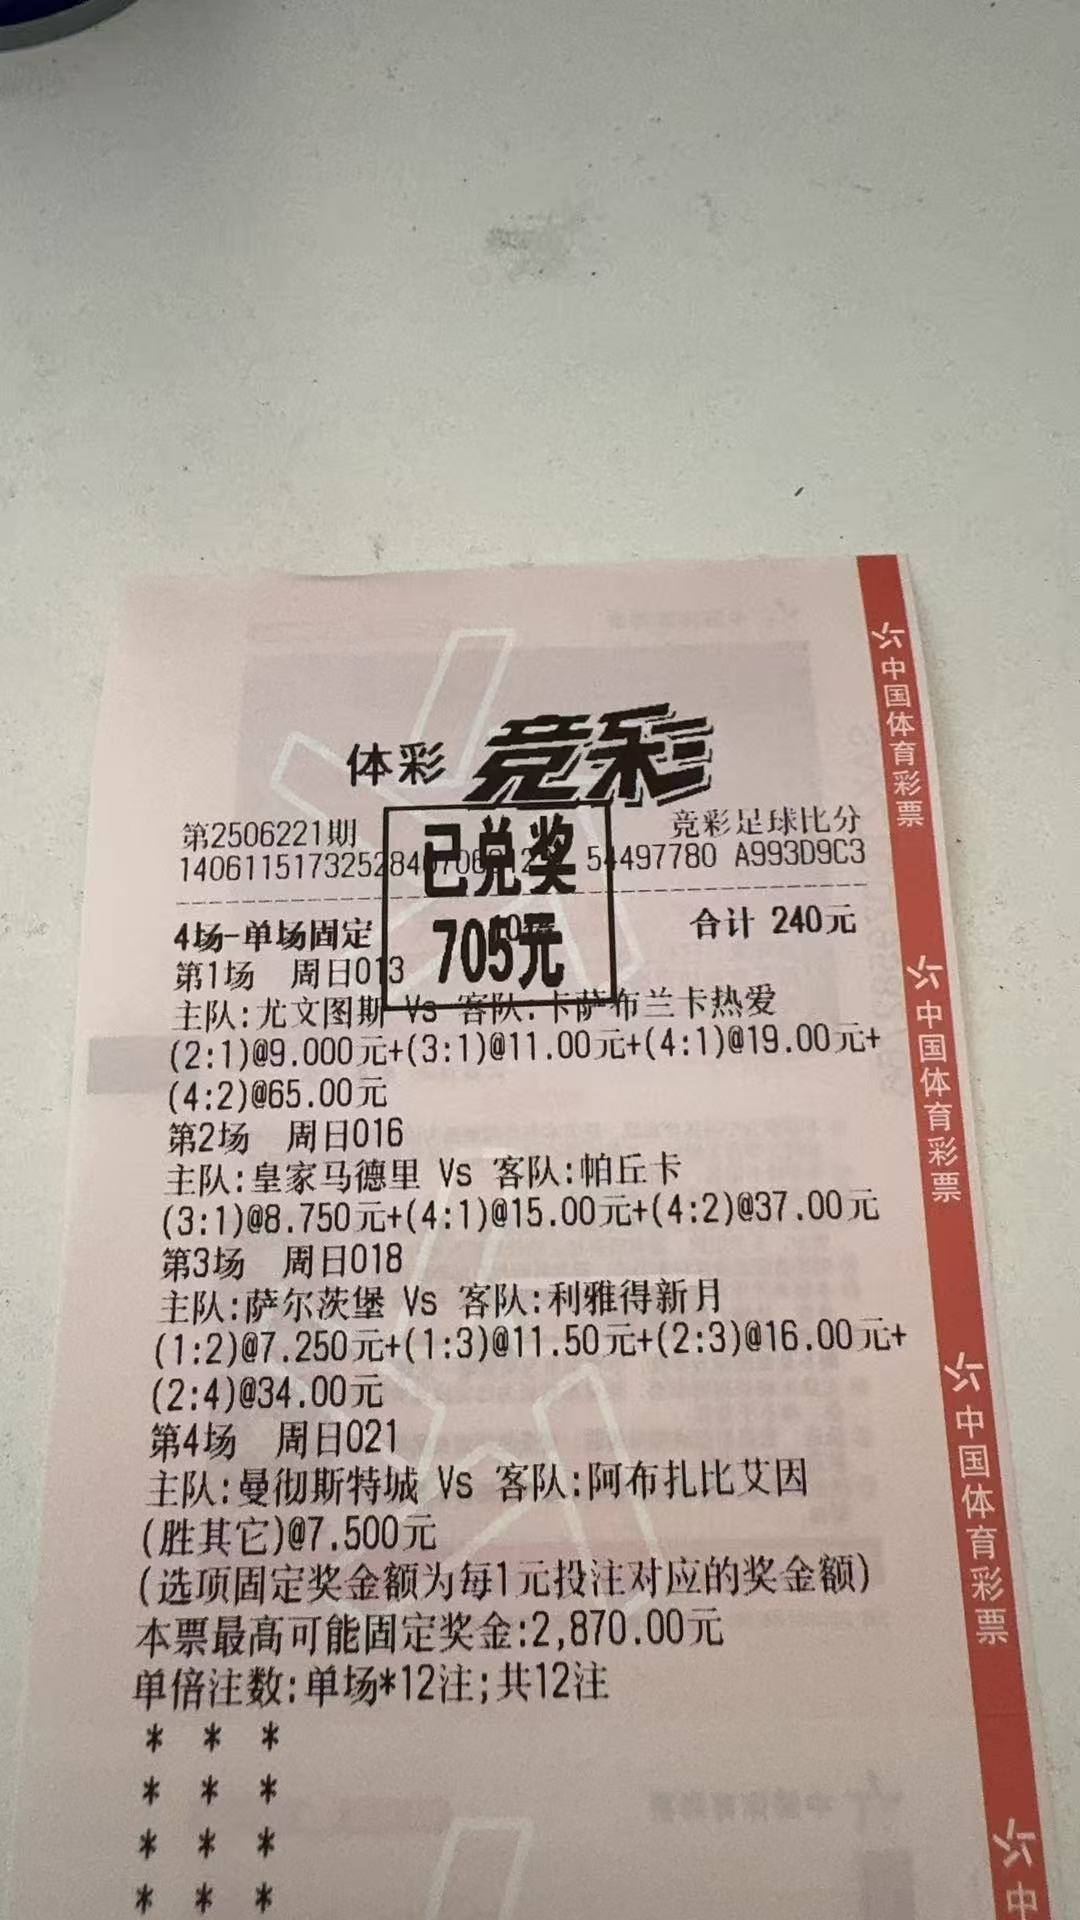 体彩 竞彩
第2506221期 竞彩足球比分
已兑奖
54497780 A993D9C3
705元
4场-单场固定 合计 240元
第1场 周日013
主队:尤文图斯 Vs 客队:卡萨布兰卡热爱
(2:1)@9.000元+(3:1)@11.00元+(4:1)@19.00元+
(4:2)@65.00元
第2场 周日016
主队:皇家马德里 Vs 客队:帕丘卡
(3:1)@8.750元+(4:1)@15.00元+(4:2)@37.00元
第3场 周日018
主队:萨尔茨堡 Vs 客队:利雅得新月
(1:2)@7.250元+(1:3)@11.50元+(2:3)@16.00元+
(2:4)@34.00元
第4场 周日021
主队:曼彻斯特城 Vs 客队:阿布扎比艾因
(胜其它)@7.500元
(选项固定奖金额为每1元投注对应的奖金额)
本票最高可能固定奖金:2,870.00元
单倍注数:单场*12注;共12注
* * *
* * *
* * *
* * *
中国体育彩票
中国体育彩票
中国体育彩票
中